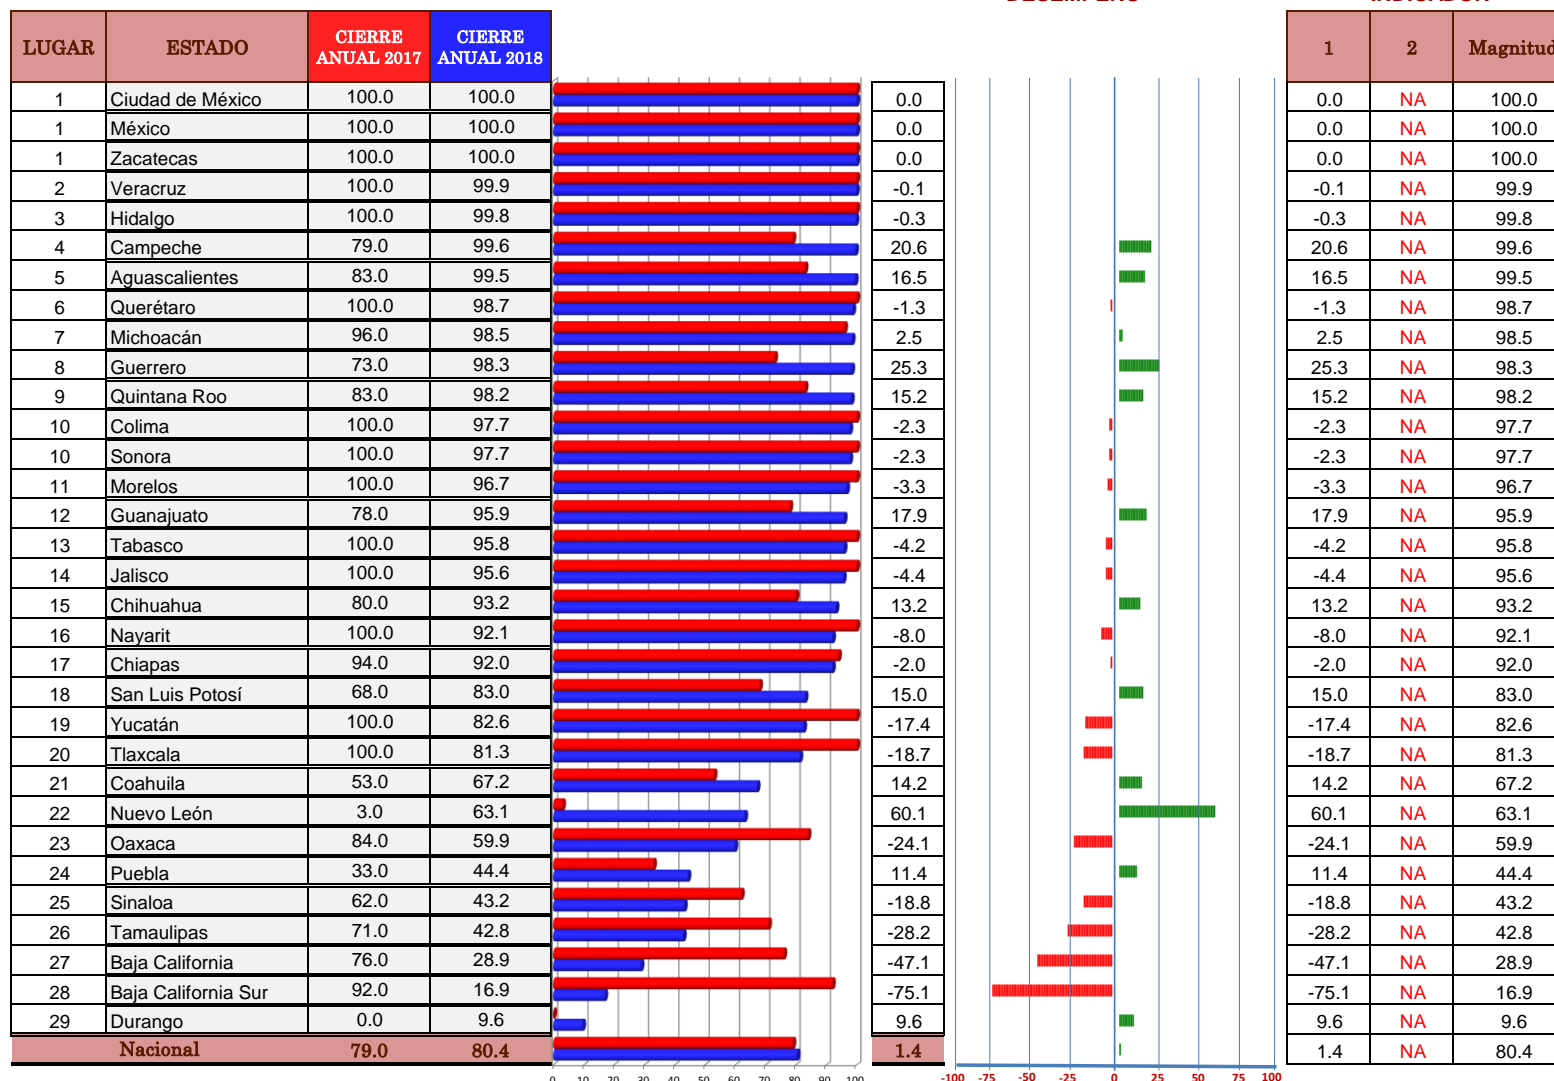 LUGAR ESTADO CIERRE ANUAL 2017 CIERRE ANUAL 2018 1 2 Magnitud
1 Ciudad de México 100.0 100.0 0.0 0.0 NA 100.0
1 México 100.0 100.0 0.0 0.0 NA 100.0
1 Zacatecas 100.0 100.0 0.0 0.0 NA 100.0
2 Veracruz 100.0 99.9 -0.1 -0.1 NA 99.9
3 Hidalgo 100.0 99.8 -0.3 -0.3 NA 99.8
4 Campeche 79.0 99.6 20.6 20.6 NA 99.6
5 Aguascalientes 83.0 99.5 16.5 16.5 NA 99.5
6 Querétaro 100.0 98.7 -1.3 -1.3 NA 98.7
7 Michoacán 96.0 98.5 2.5 2.5 NA 98.5
8 Guerrero 73.0 98.3 25.3 25.3 NA 98.3
9 Quintana Roo 83.0 98.2 15.2 15.2 NA 98.2
10 Colima 100.0 97.7 -2.3 -2.3 NA 97.7
10 Sonora 100.0 97.7 -2.3 -2.3 NA 97.7
11 Morelos 100.0 96.7 -3.3 -3.3 NA 96.7
12 Guanajuato 78.0 95.9 17.9 17.9 NA 95.9
13 Tabasco 100.0 95.8 -4.2 -4.2 NA 95.8
14 Jalisco 100.0 95.6 -4.4 -4.4 NA 95.6
15 Chihuahua 80.0 93.2 13.2 13.2 NA 93.2
16 Nayarit 100.0 92.1 -8.0 -8.0 NA 92.1
17 Chiapas 94.0 92.0 -2.0 -2.0 NA 92.0
18 San Luis Potosí 68.0 83.0 15.0 15.0 NA 83.0
19 Yucatán 100.0 82.6 -17.4 -17.4 NA 82.6
20 Tlaxcala 100.0 81.3 -18.7 -18.7 NA 81.3
21 Coahuila 53.0 67.2 14.2 14.2 NA 67.2
22 Nuevo León 3.0 63.1 60.1 60.1 NA 63.1
23 Oaxaca 84.0 59.9 -24.1 -24.1 NA 59.9
24 Puebla 33.0 44.4 11.4 11.4 NA 44.4
25 Sinaloa 62.0 43.2 -18.8 -18.8 NA 43.2
26 Tamaulipas 71.0 42.8 -28.2 -28.2 NA 42.8
27 Baja California 76.0 28.9 -47.1 -47.1 NA 28.9
28 Baja California Sur 92.0 16.9 -75.1 -75.1 NA 16.9
29 Durango 0.0 9.6 9.6 9.6 NA 9.6
Nacional 79.0 80.4 1.4 1.4 NA 80.4
0 10 20 30 40 50 60 70 80 90 100 -100 -75 -50 -25 0 25 50 75 100